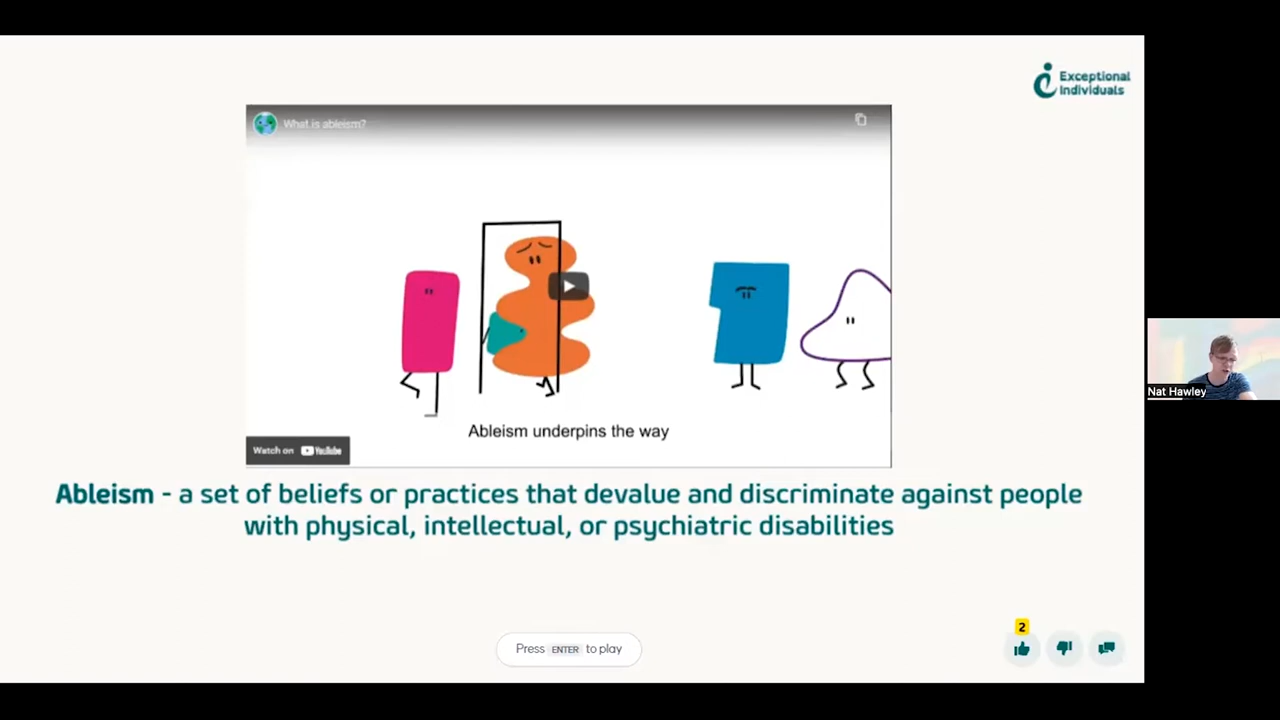 Exceptional
Individuals
What is ableism?
Ableism underpins the way
Watch on YouTube
Ableism - a set of beliefs or practices that devalue and discriminate against people
with physical, intellectual, or psychiatric disabilities
Press ENTER to play
2
Nat Hawley